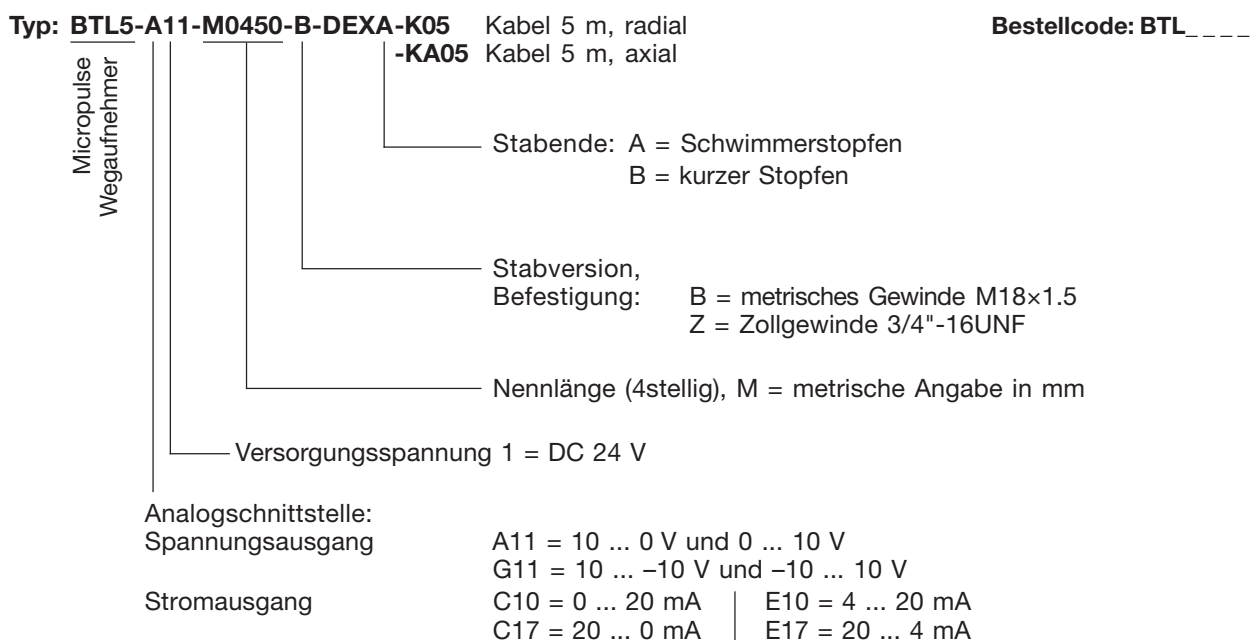 Typ: BTL5-A11-M0450-B-DEXA-K05 Kabel 5 m, radial Bestellcode: BTL_ _ _ _
-KA05 Kabel 5 m, axial
Micropulse
Wegaufnehmer
Stabende: A = Schwimmerstopfen
B = kurzer Stopfen
Stabversion,
Befestigung: B = metrisches Gewinde M18×1.5
Z = Zollgewinde 3/4"-16UNF
Nennlänge (4stellig), M = metrische Angabe in mm
Versorgungsspannung 1 = DC 24 V
Analogschnittstelle:
Spannungsausgang A11 = 10 ... 0 V und 0 ... 10 V
G11 = 10 ... –10 V und –10 ... 10 V
Stromausgang C10 = 0 ... 20 mA E10 = 4 ... 20 mA
C17 = 20 ... 0 mA E17 = 20 ... 4 mA